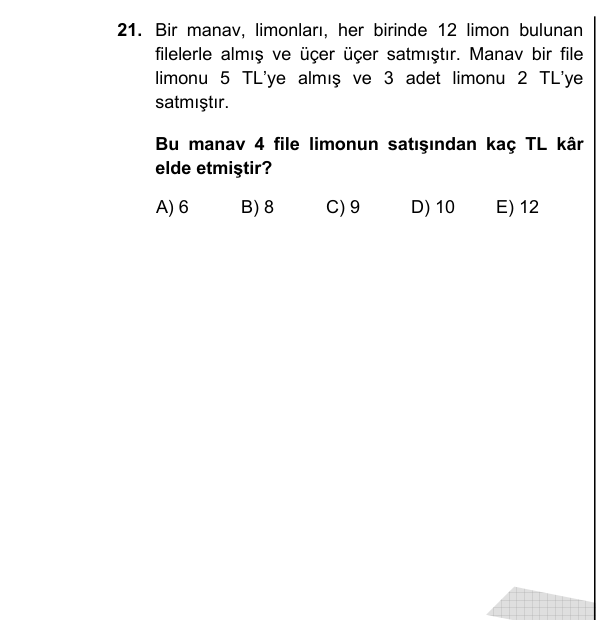 21. Bir manav, limonları, her birinde 12 limon bulunan
filelerle almış ve üçer üçer satmıştır. Manav bir file
limonu 5 TL'ye almış ve 3 adet limonu 2 TL'ye
satmıştır.
Bu manav 4 file limonun satışından kaç TL kâr
elde etmiştir?
A) 6 B) 8 C) 9 D) 10 E) 12